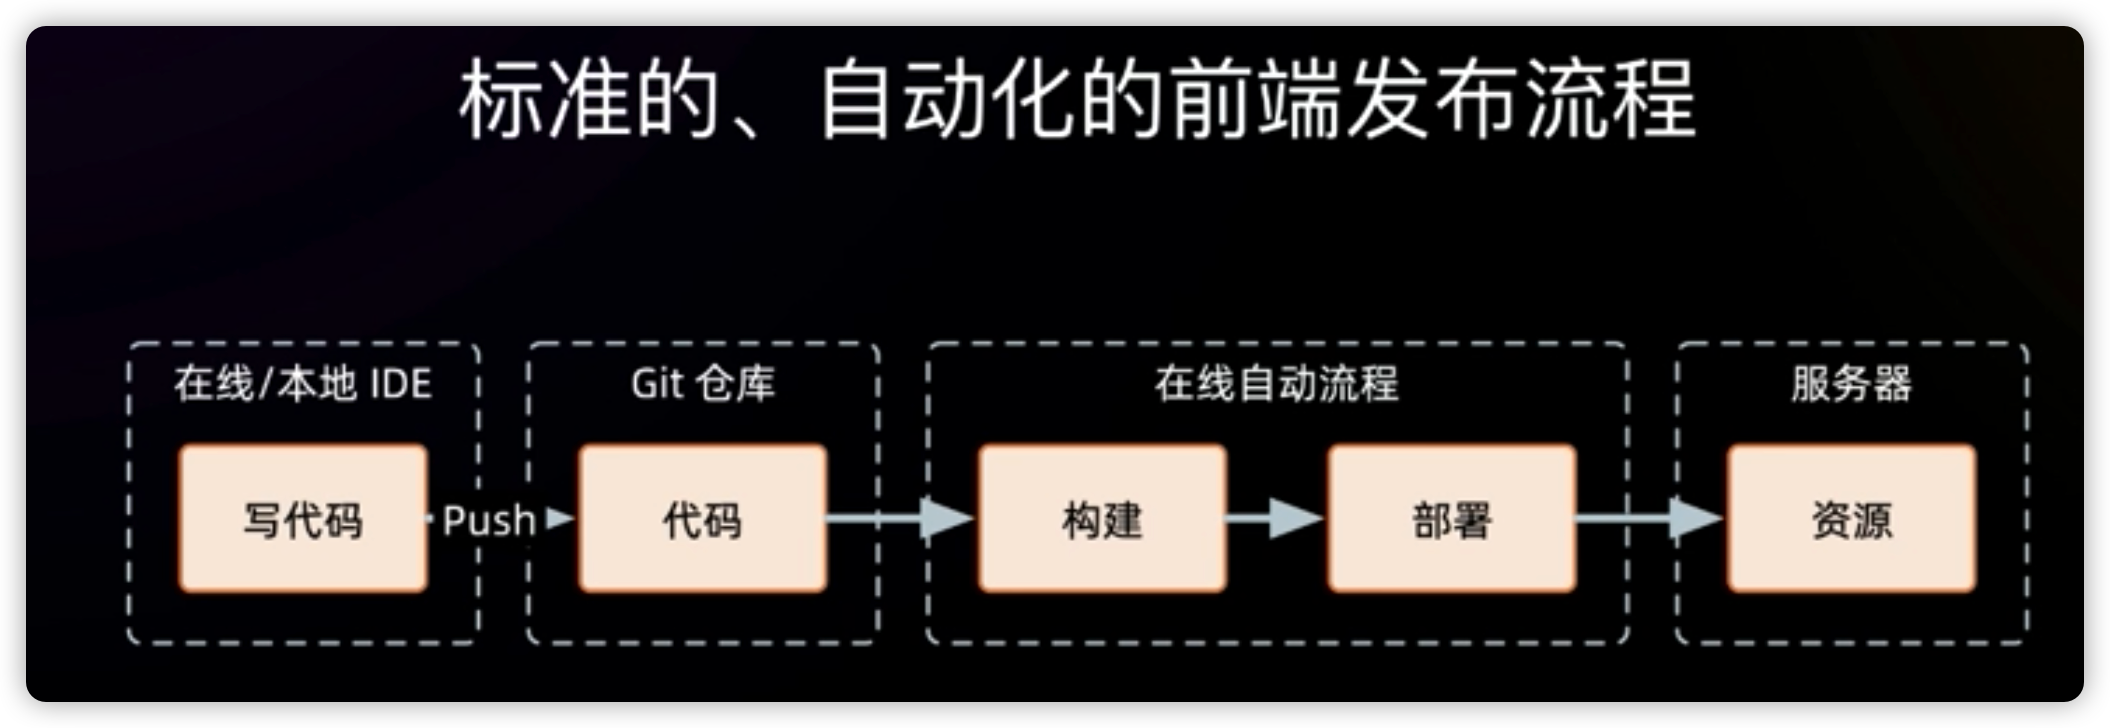 标准的、自动化的前端发布流程
在线/本地 IDE
写代码
Push
Git 仓库
代码
在线自动流程
构建
部署
服务器
资源